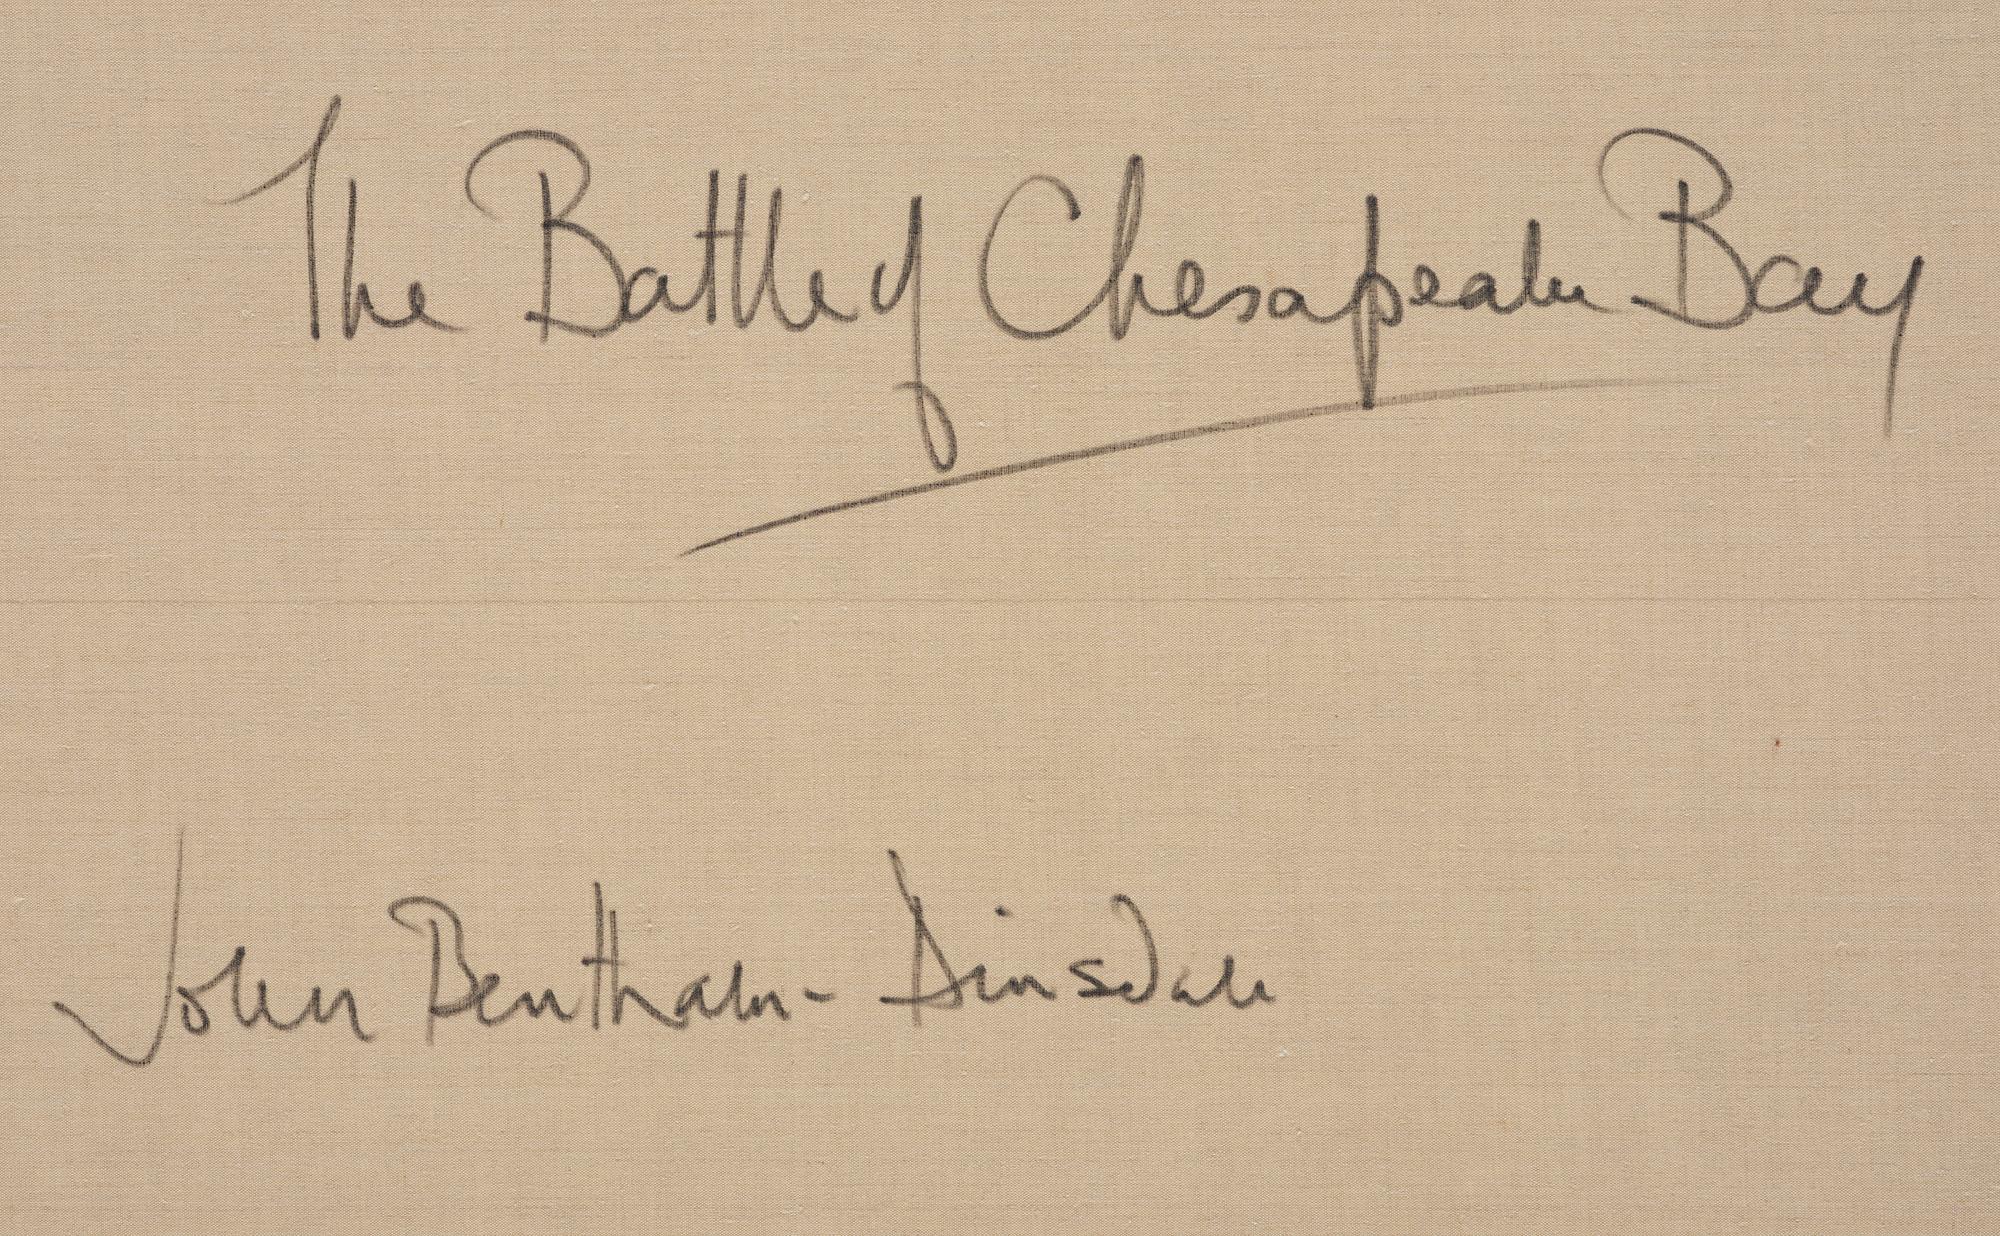 The Battle of Chesapeake Bay
John Bentham-Dinsdale